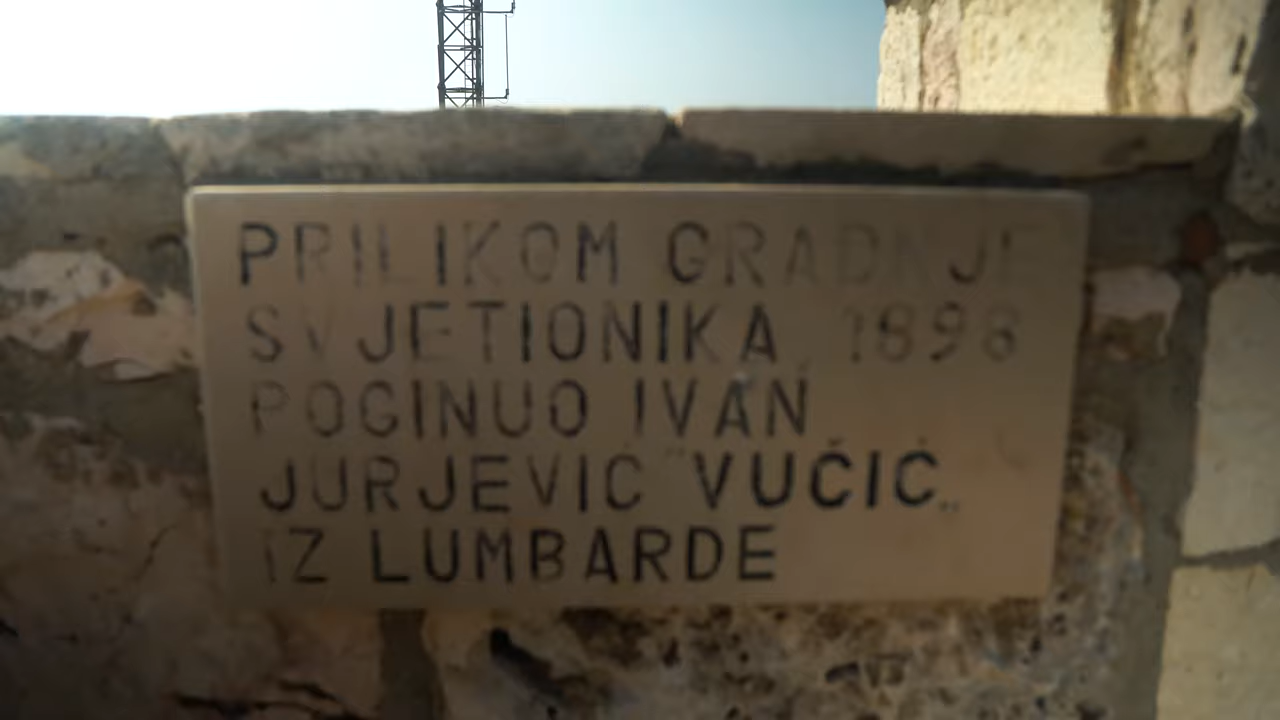 PRILIKOM GRADNJE
SVJETIONIKA 1898
POGINUO IVAN
JURJEVIĆ "VUČIĆ„
IZ LUMBARDE